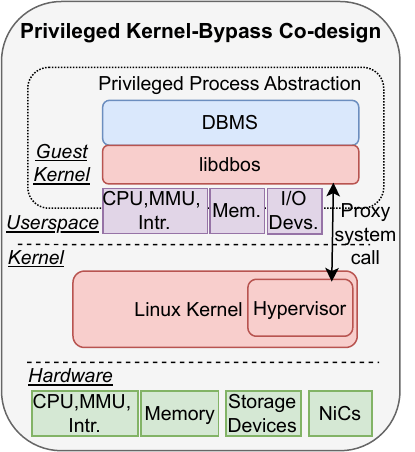 Privileged Kernel-Bypass Co-design
Privileged Process Abstraction
DBMS
Guest
Kernel
libdbos
CPU,MMU,
Intr.
Mem.
I/O
Devs.
Userspace
Proxy
system
call
Kernel
Linux Kernel
Hypervisor
Hardware
CPU,MMU,
Intr.
Memory
Storage
Devices
NiCs